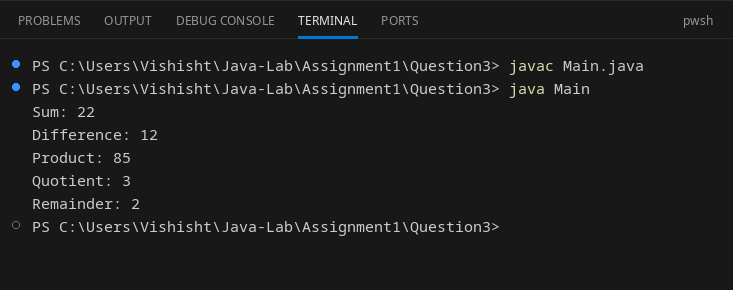 PROBLEMS OUTPUT DEBUG CONSOLE TERMINAL PORTS pwsh
PS C:\Users\Vishisht\Java-Lab\Assignment1\Question3> javac Main.java
PS C:\Users\Vishisht\Java-Lab\Assignment1\Question3> java Main
Sum: 22
Difference: 12
Product: 85
Quotient: 3
Remainder: 2
PS C:\Users\Vishisht\Java-Lab\Assignment1\Question3>